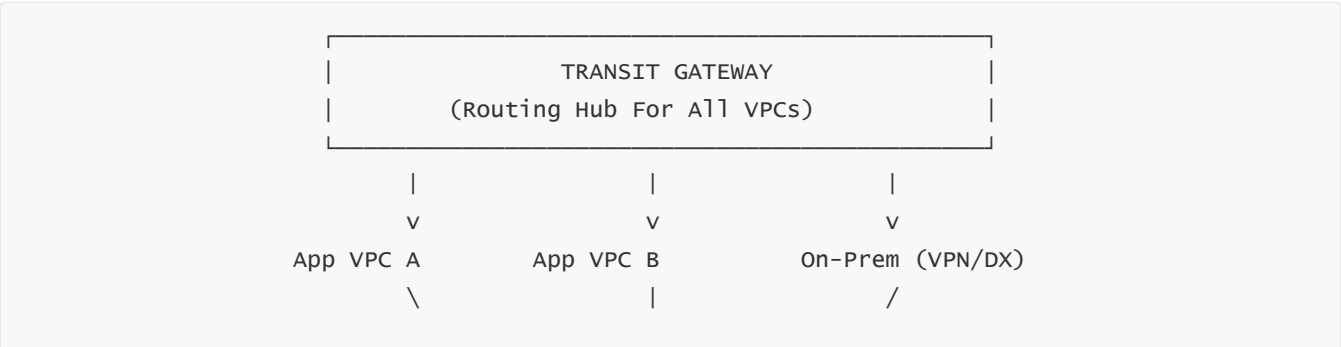 ┌────────────────────────────────────────┐
|              TRANSIT GATEWAY             |
|       (Routing Hub For All VPCs)          |
└────────────────────────────────────────┘
|              |              |
v              v              v
App VPC A       App VPC B         On-Prem (VPN/DX)
\              |              /